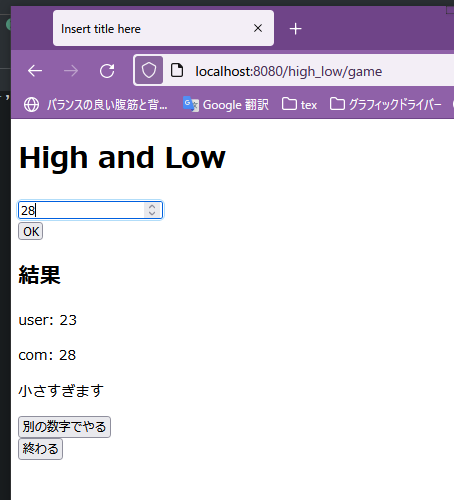 Insert title here
localhost:8080/high_low/game
バランスの良い腹筋と背...
Google 翻訳
tex
グラフィックドライバー
High and Low
28
OK
結果
user: 23
com: 28
小さすぎます
別の数字でやる
終わる